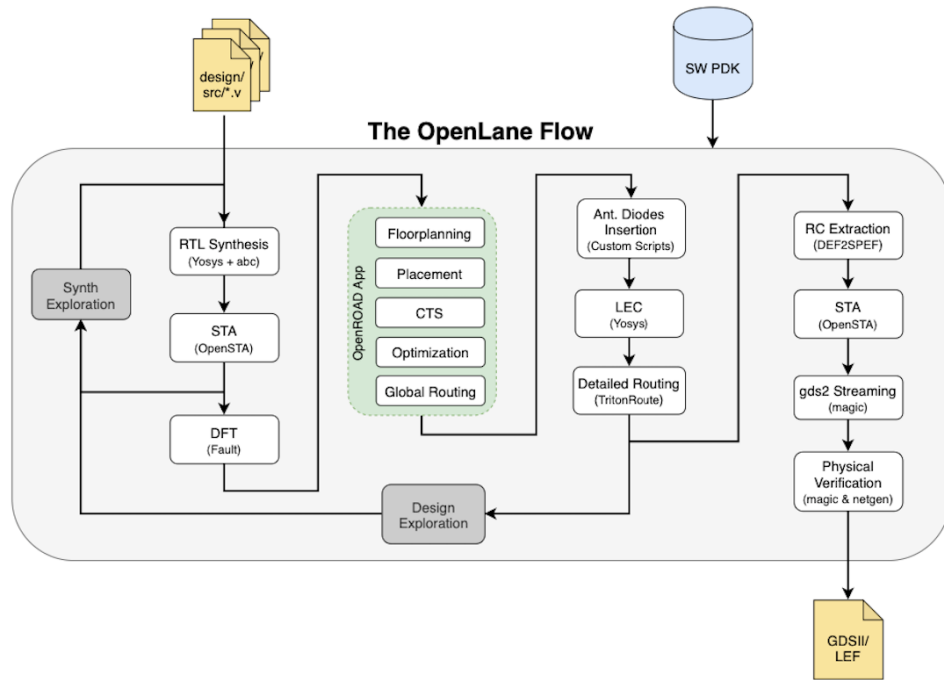 design/
src/*.v
SW PDK
The OpenLane Flow
RTL Synthesis
(Yosys + abc)
STA
(OpenSTA)
DFT
(Fault)
Synth
Exploration
OpenROAD App
Floorplanning
Placement
CTS
Optimization
Global Routing
Ant. Diodes
Insertion
(Custom Scripts)
LEC
(Yosys)
Detailed Routing
(TritonRoute)
Design
Exploration
RC Extraction
(DEF2SPEF)
STA
(OpenSTA)
gds2 Streaming
(magic)
Physical
Verification
(magic & netgen)
GDSII/
LEF